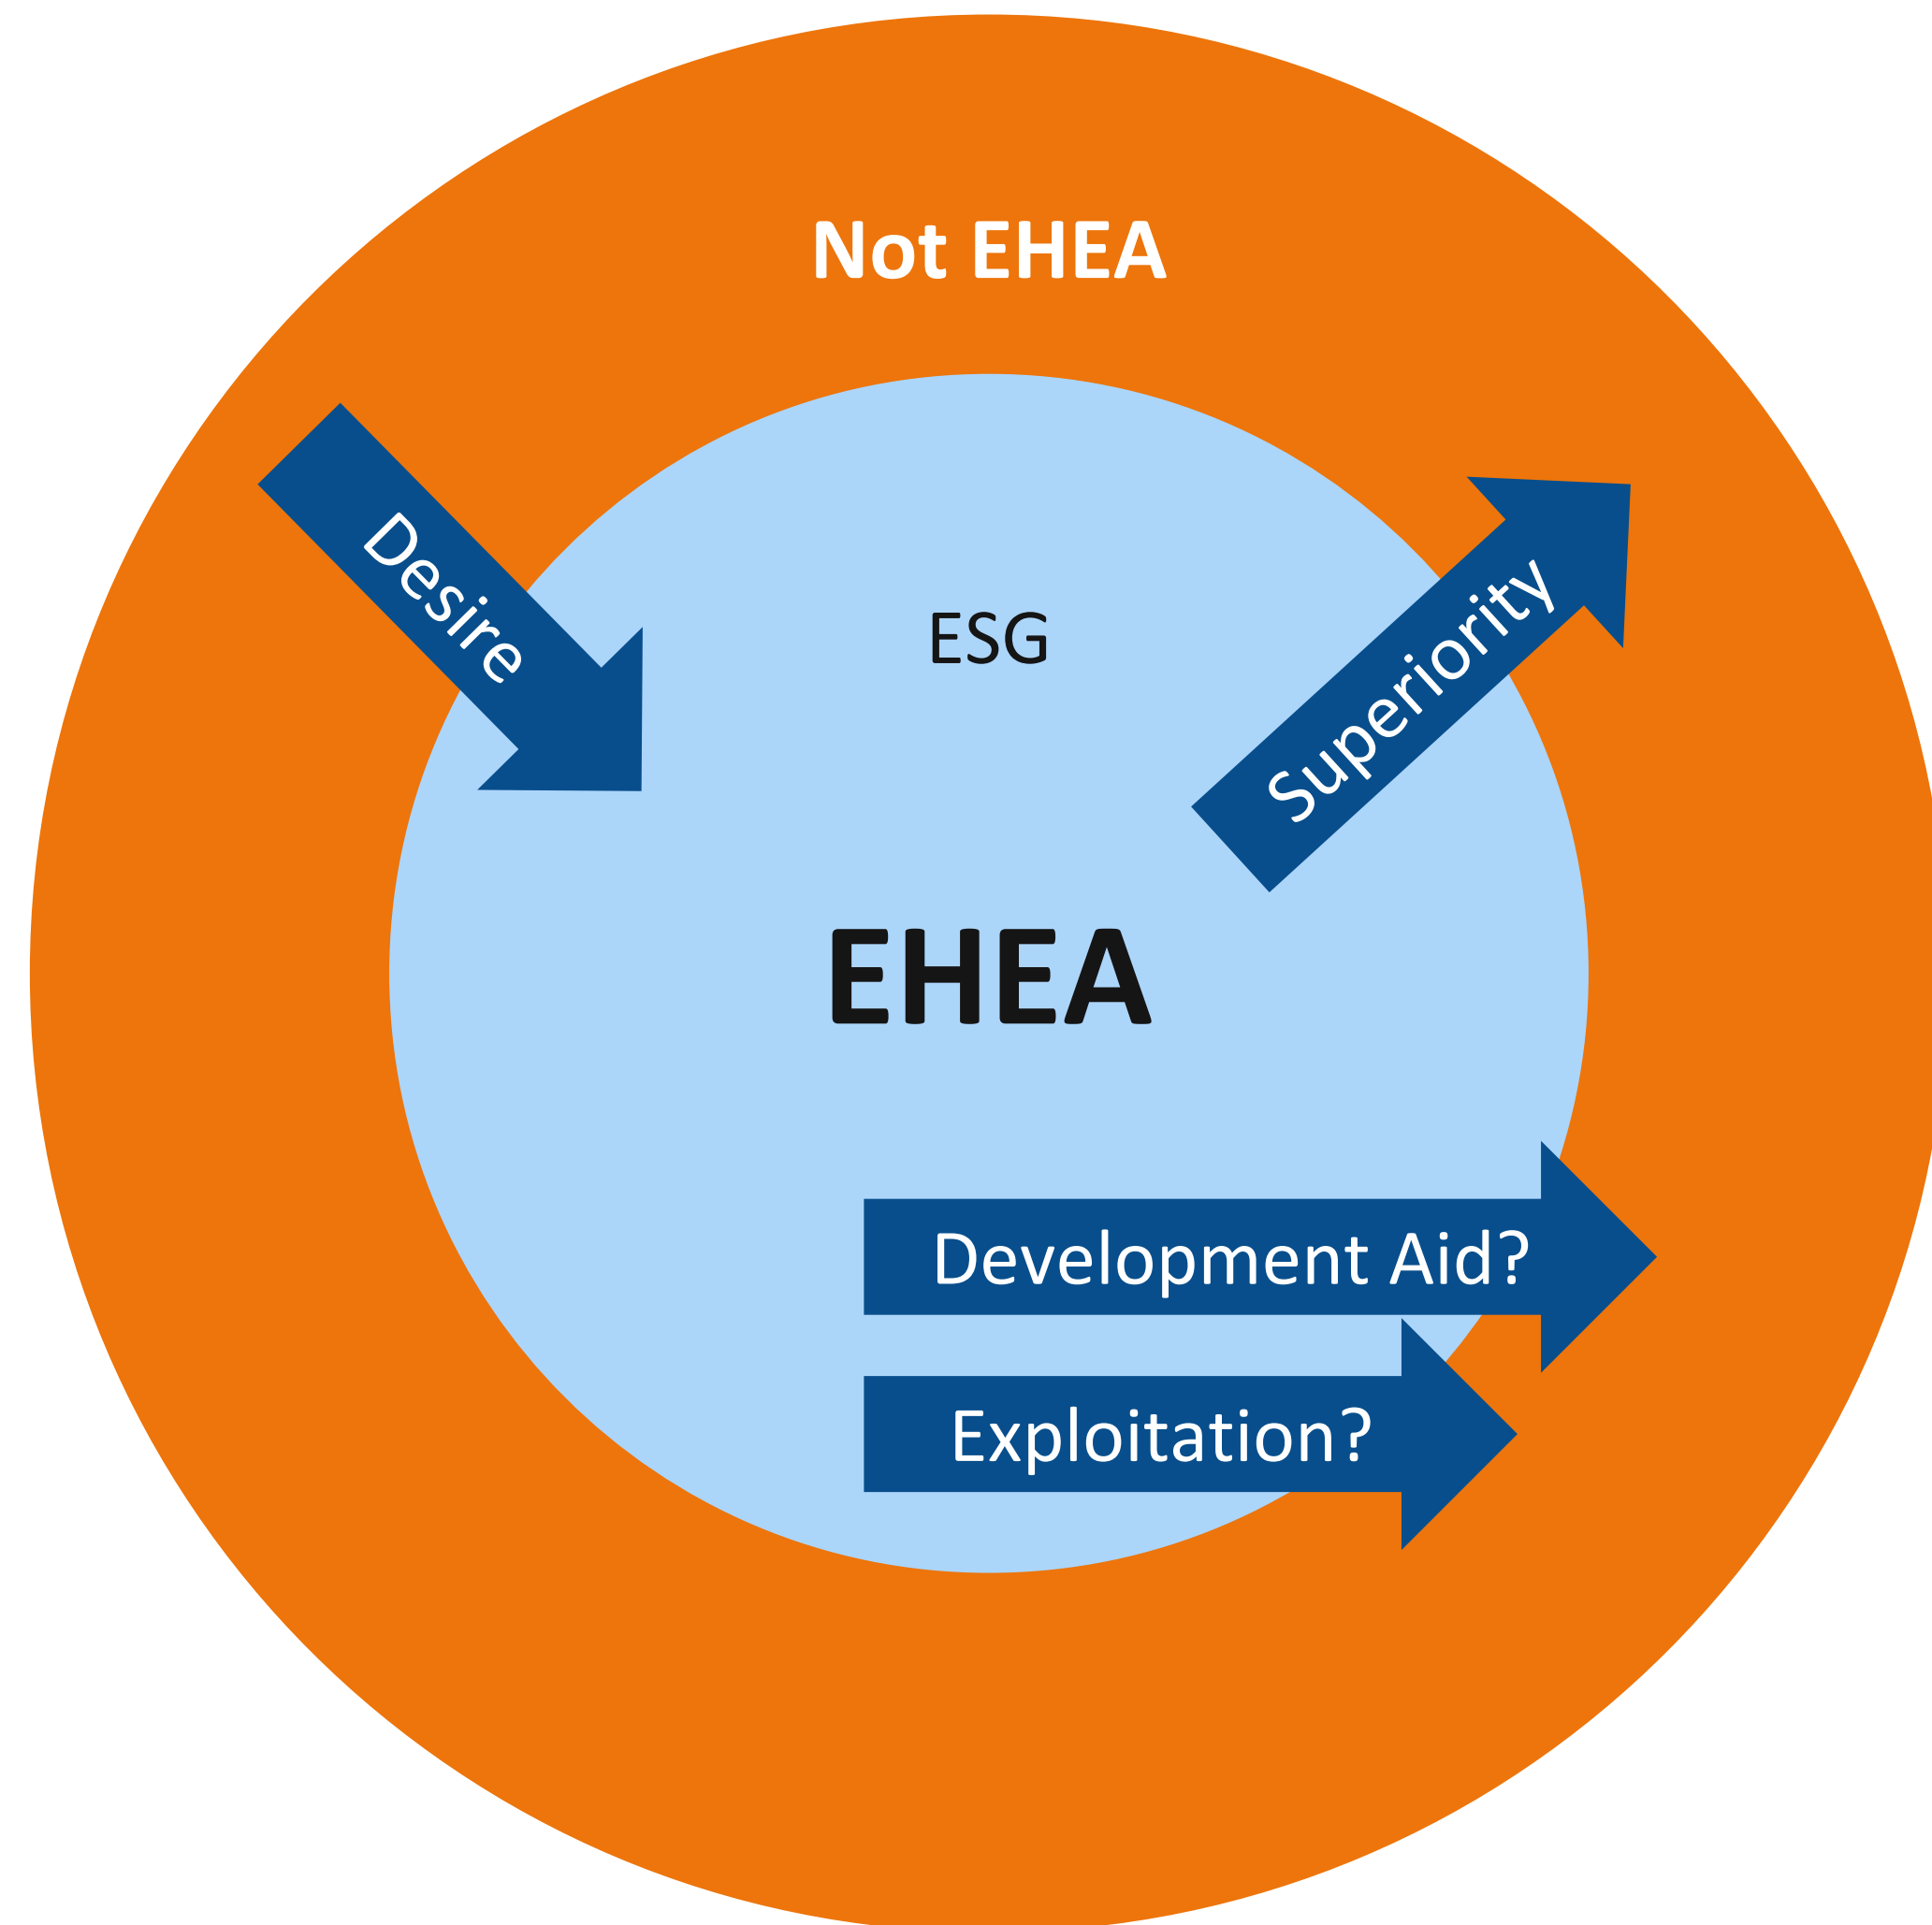 Not EHEA
Desire
ESG
Superiority
EHEA
Development Aid?
Exploitation?